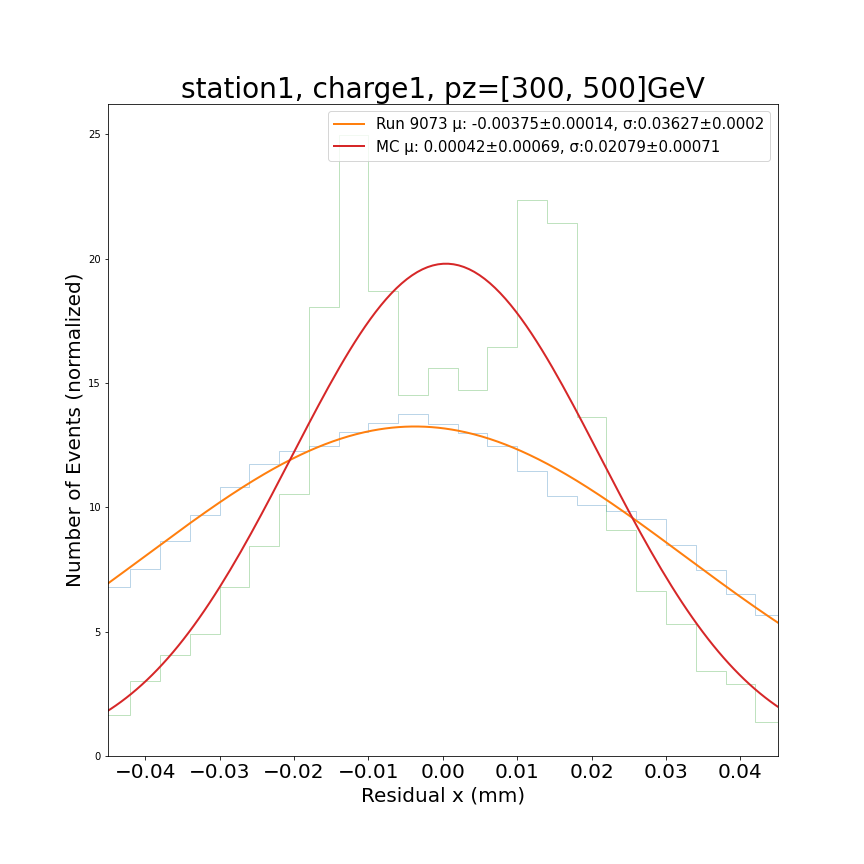 station1, charge1, pz=[300, 500]GeV
Run 9073 μ: -0.00375±0.00014, σ:0.03627±0.0002
MC μ: 0.00042±0.00069, σ:0.02079±0.00071
25
20
15
10
5
0
Number of Events (normalized)
−0.04 −0.03 −0.02 −0.01 0.00 0.01 0.02 0.03 0.04
Residual x (mm)